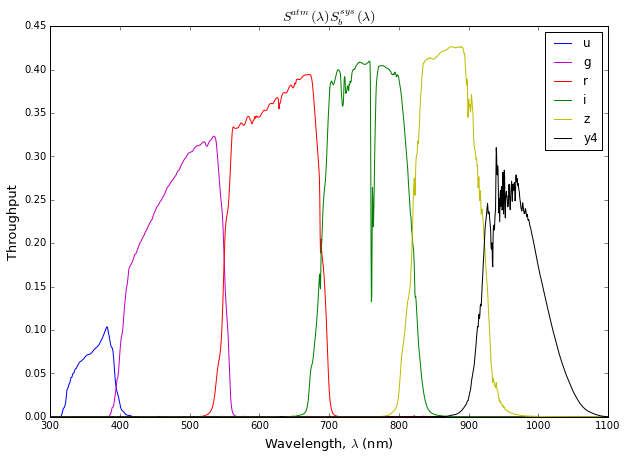 S^{atm}(λ)S_b^{sys}(λ)
0.45
0.40
0.35
0.30
0.25
0.20
0.15
0.10
0.05
0.00
Throughput
u
g
r
i
z
y4
300 400 500 600 700 800 900 1000 1100
Wavelength, λ (nm)